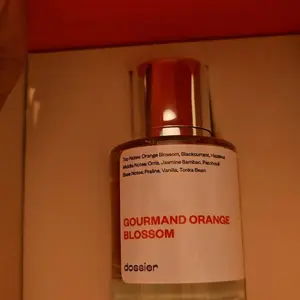 Top Notes: Orange Blossom, Blackcurrant, Hazelnut
Middle Notes: Orris, Jasmine Sambac, Patchouli
Base Notes: Praline, Vanilla, Tonka Bean
GOURMAND ORANGE
BLOSSOM
dossier